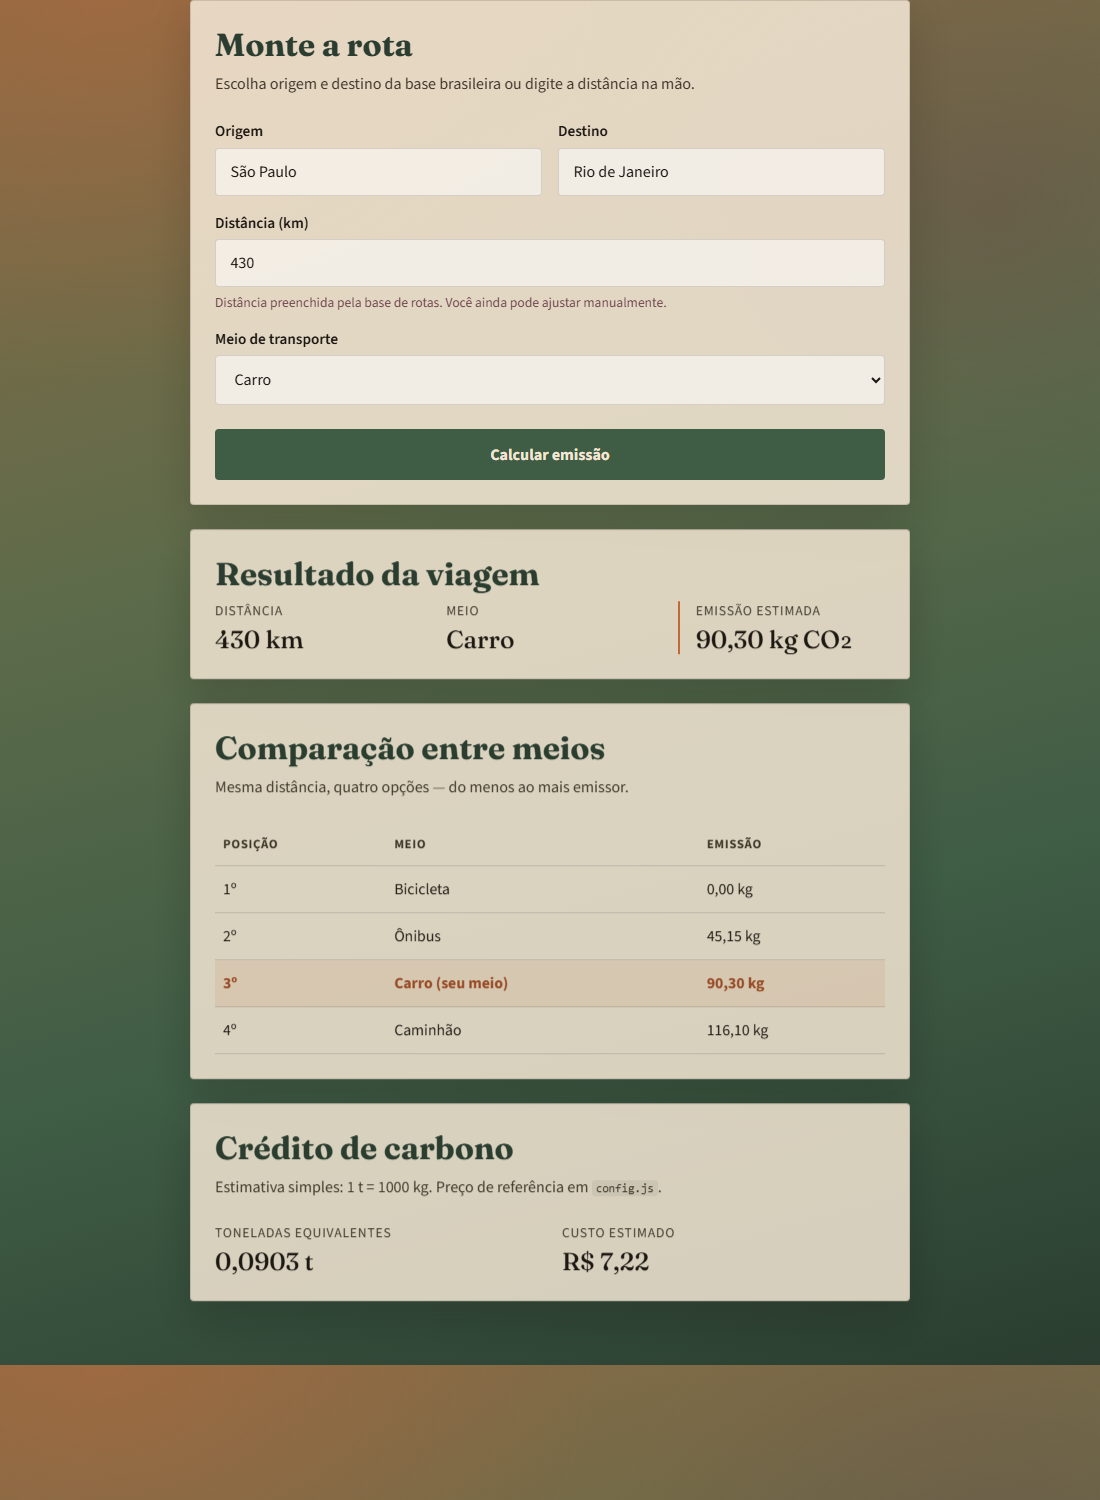 Monte a rota
Escolha origem e destino da base brasileira ou digite a distância na mão.
Origem
Destino
São Paulo
Rio de Janeiro
Distância (km)
430
Distância preenchida pela base de rotas. Você ainda pode ajustar manualmente.
Meio de transporte
Carro
Calcular emissão
Resultado da viagem
DISTÂNCIA
MEIO
EMISSÃO ESTIMADA
430 km
Carro
90,30 kg CO₂
Comparação entre meios
Mesma distância, quatro opções — do menos ao mais emissor.
POSIÇÃO MEIO EMISSÃO
1º Bicicleta 0,00 kg
2º Ônibus 45,15 kg
3º Carro (seu meio) 90,30 kg
4º Caminhão 116,10 kg
Crédito de carbono
Estimativa simples: 1 t = 1000 kg. Preço de referência em config.js.
TONELADAS EQUIVALENTES
CUSTO ESTIMADO
0,0903 t
R$ 7,22